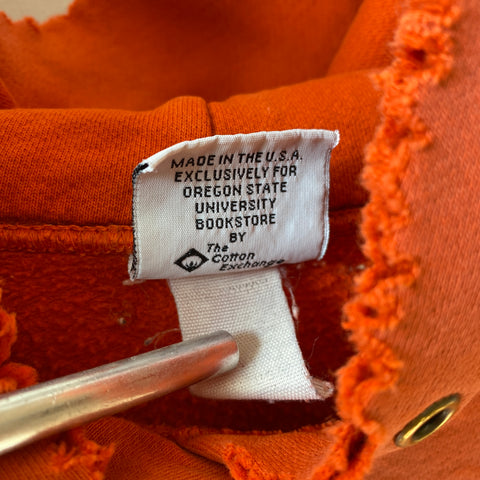 MADE IN THE U.S.A.
EXCLUSIVELY FOR
OREGON STATE
UNIVERSITY
BOOKSTORE
BY
The
Cotton
Exchange